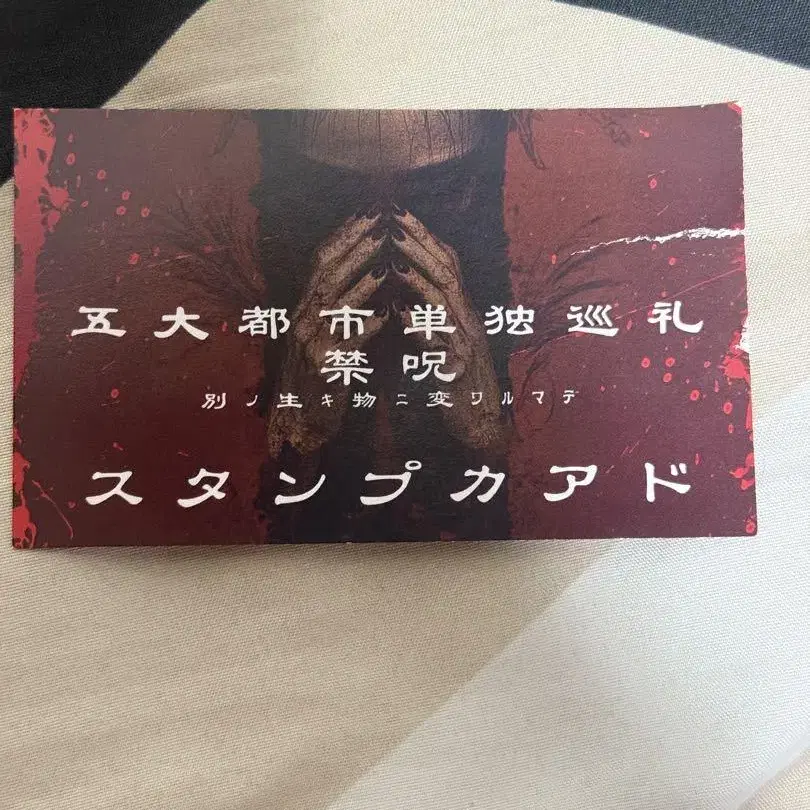 五大都市単独巡礼
禁呪
別ノ生キ物ニ変ワルマデ
スタンプカアド